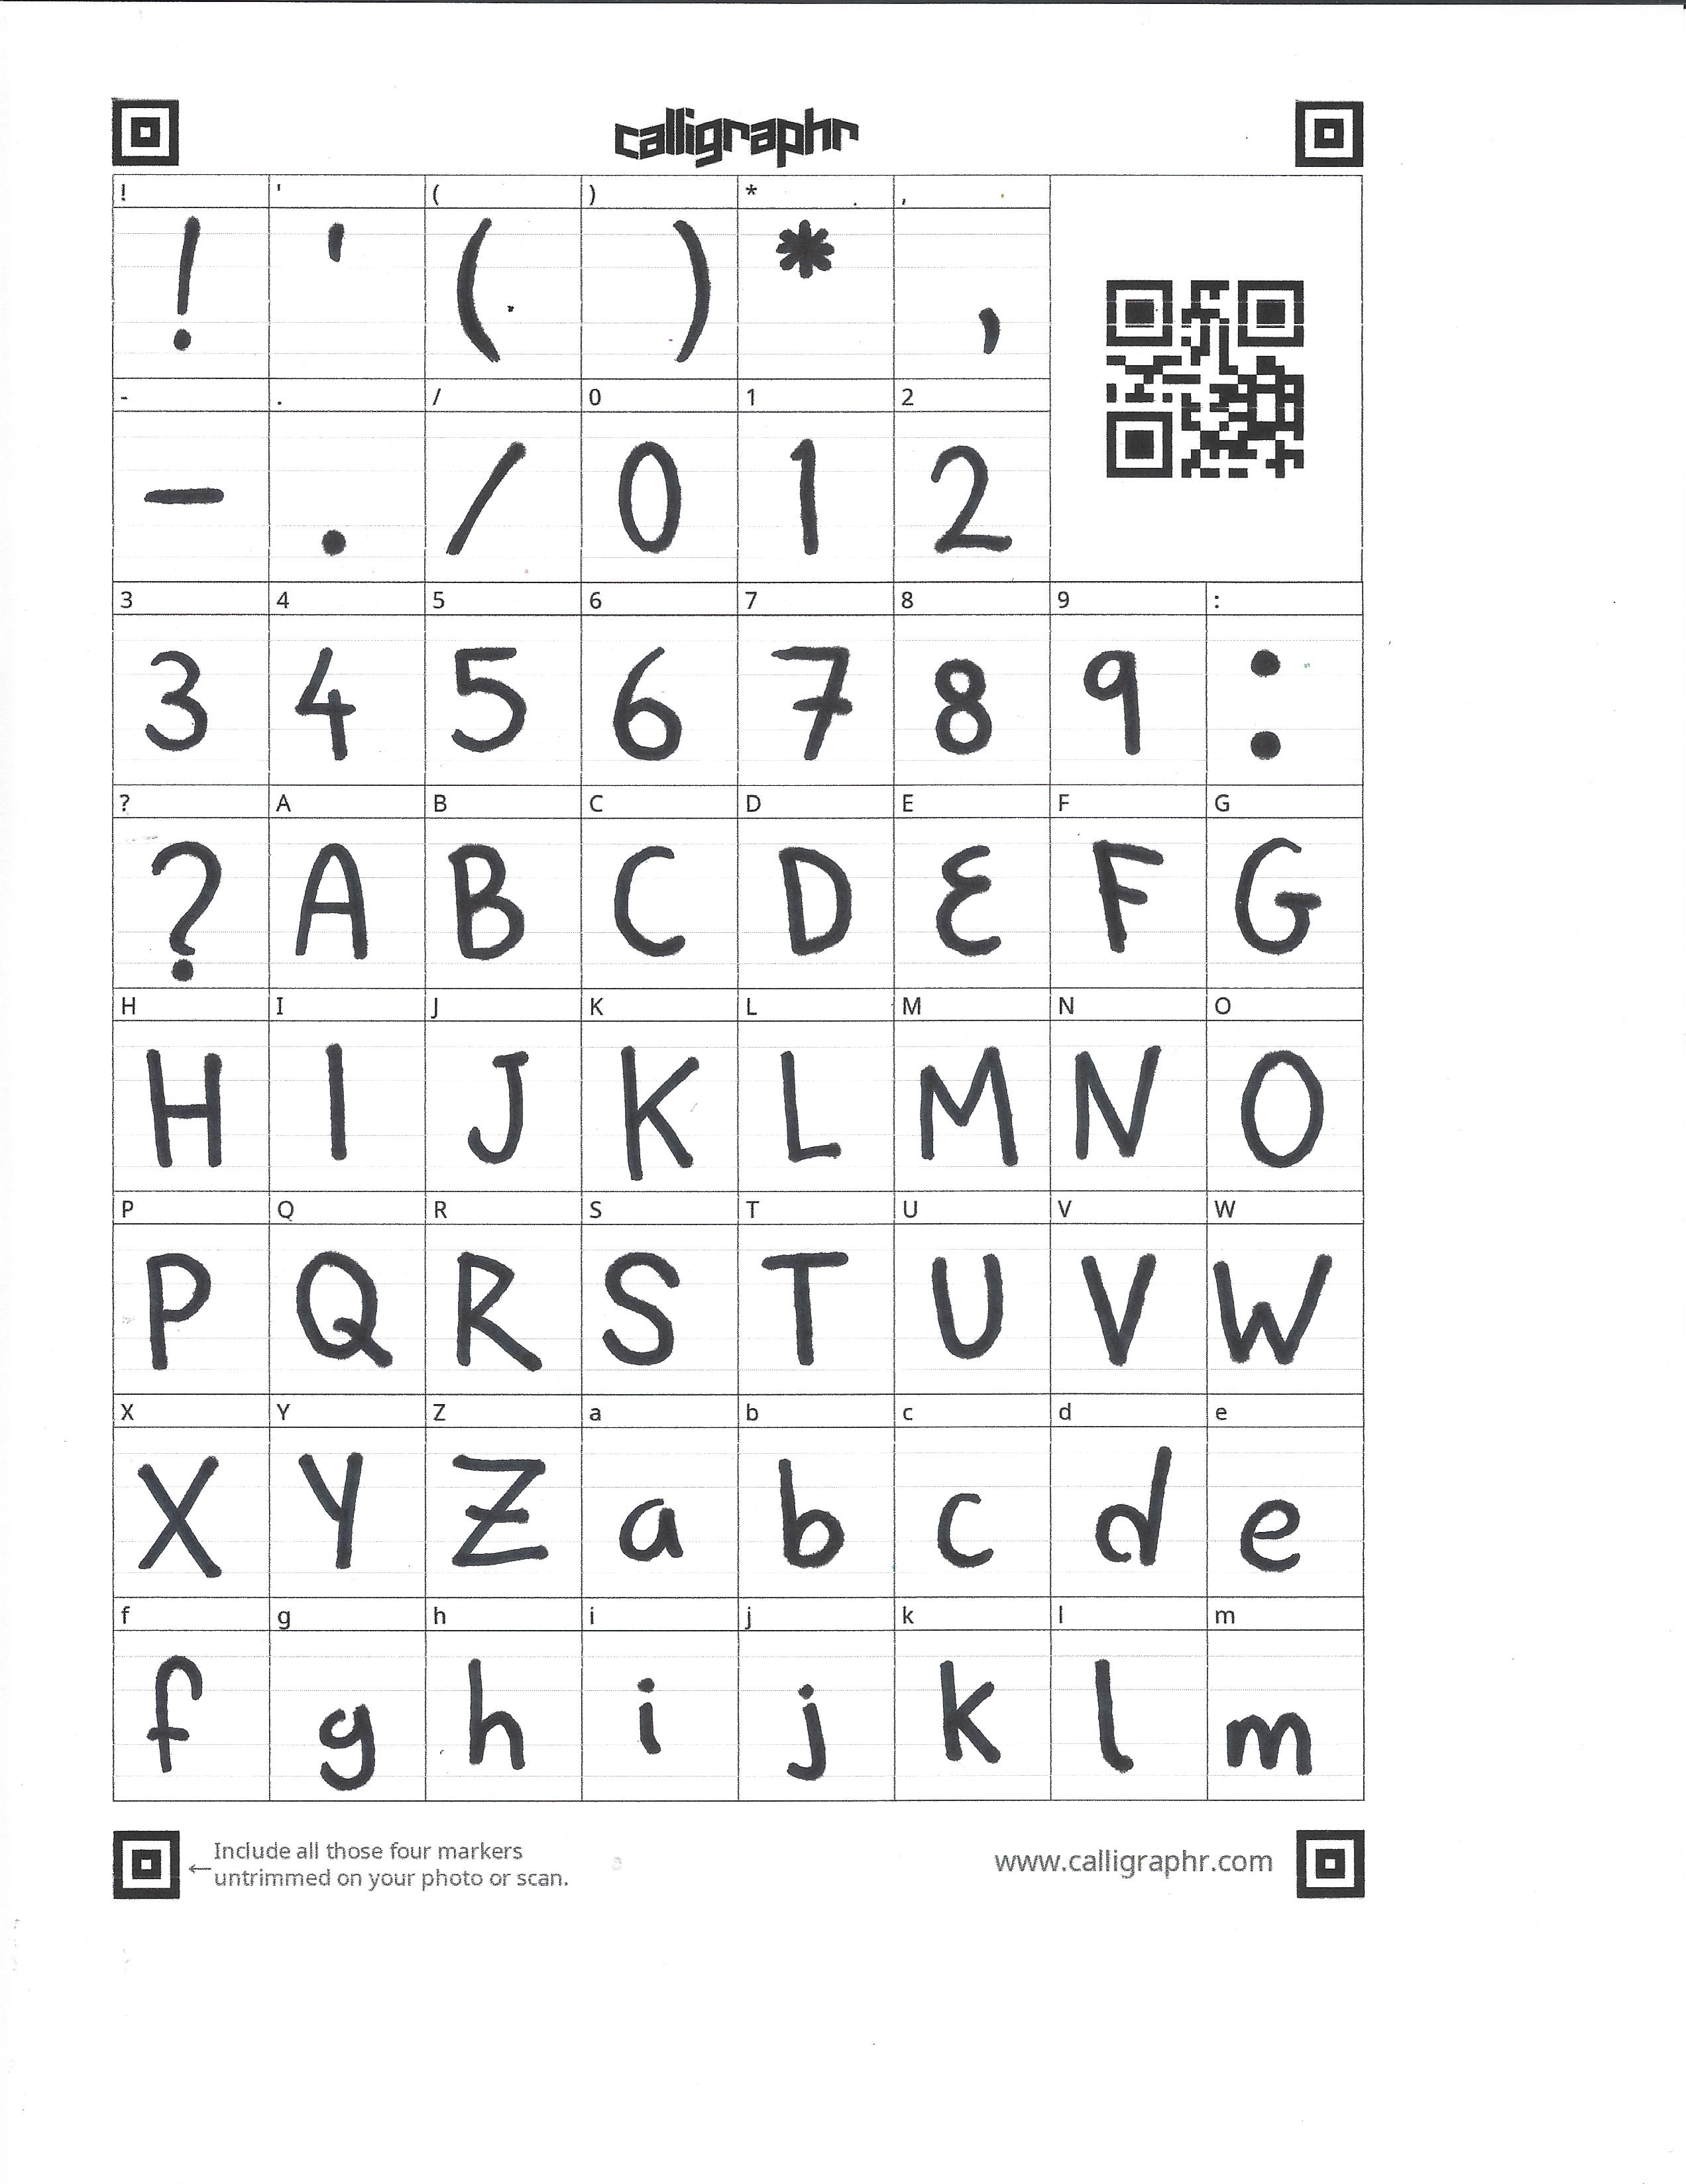 calligraphr
! ' ( ) * ,
! ' ( ) * ,
- . / 0 1 2
- . / 0 1 2
3 4 5 6 7 8 9 :
3 4 5 6 7 8 9 :
? A B C D E F G
? A B C D E F G
H I J K L M N O
H I J K L M N O
P Q R S T U V W
P Q R S T U V W
X Y Z a b c d e
X Y Z a b c d e
f g h i j k l m
f g h i j k l m
←Include all those four markers
untrimmed on your photo or scan.
www.calligraphr.com